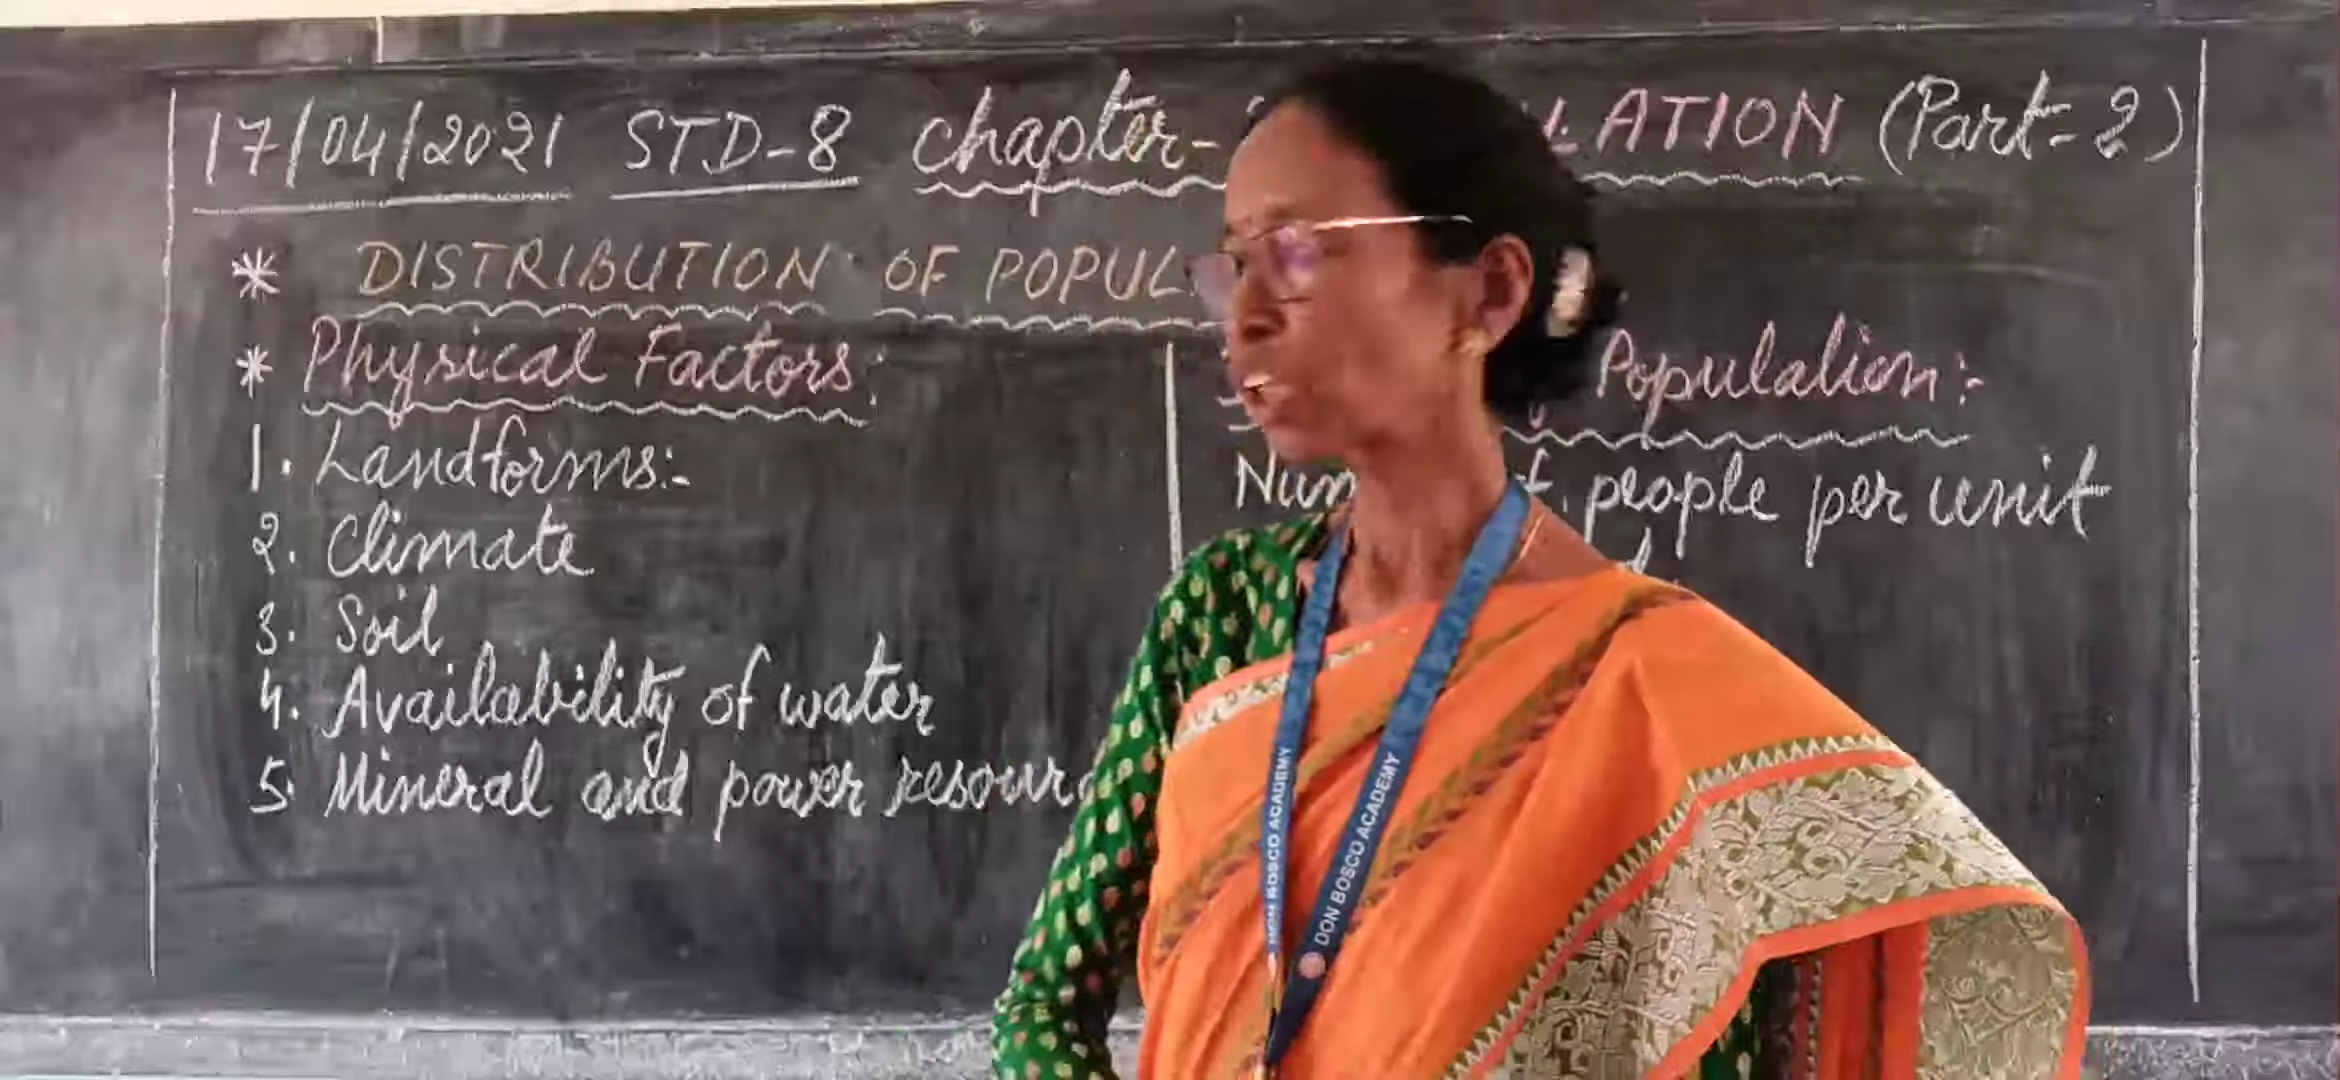 17/04/2021 STD-8 Chapter- LATION (Part-2)
* DISTRIBUTION OF POPUL
* Physical Factors:
1. Landforms:-
2. Climate
3. Soil
4. Availability of water
5. Mineral and power resourc
Population:-
Num f people per unit
DON BOSCO ACADEMY
DON BOSCO ACADEMY